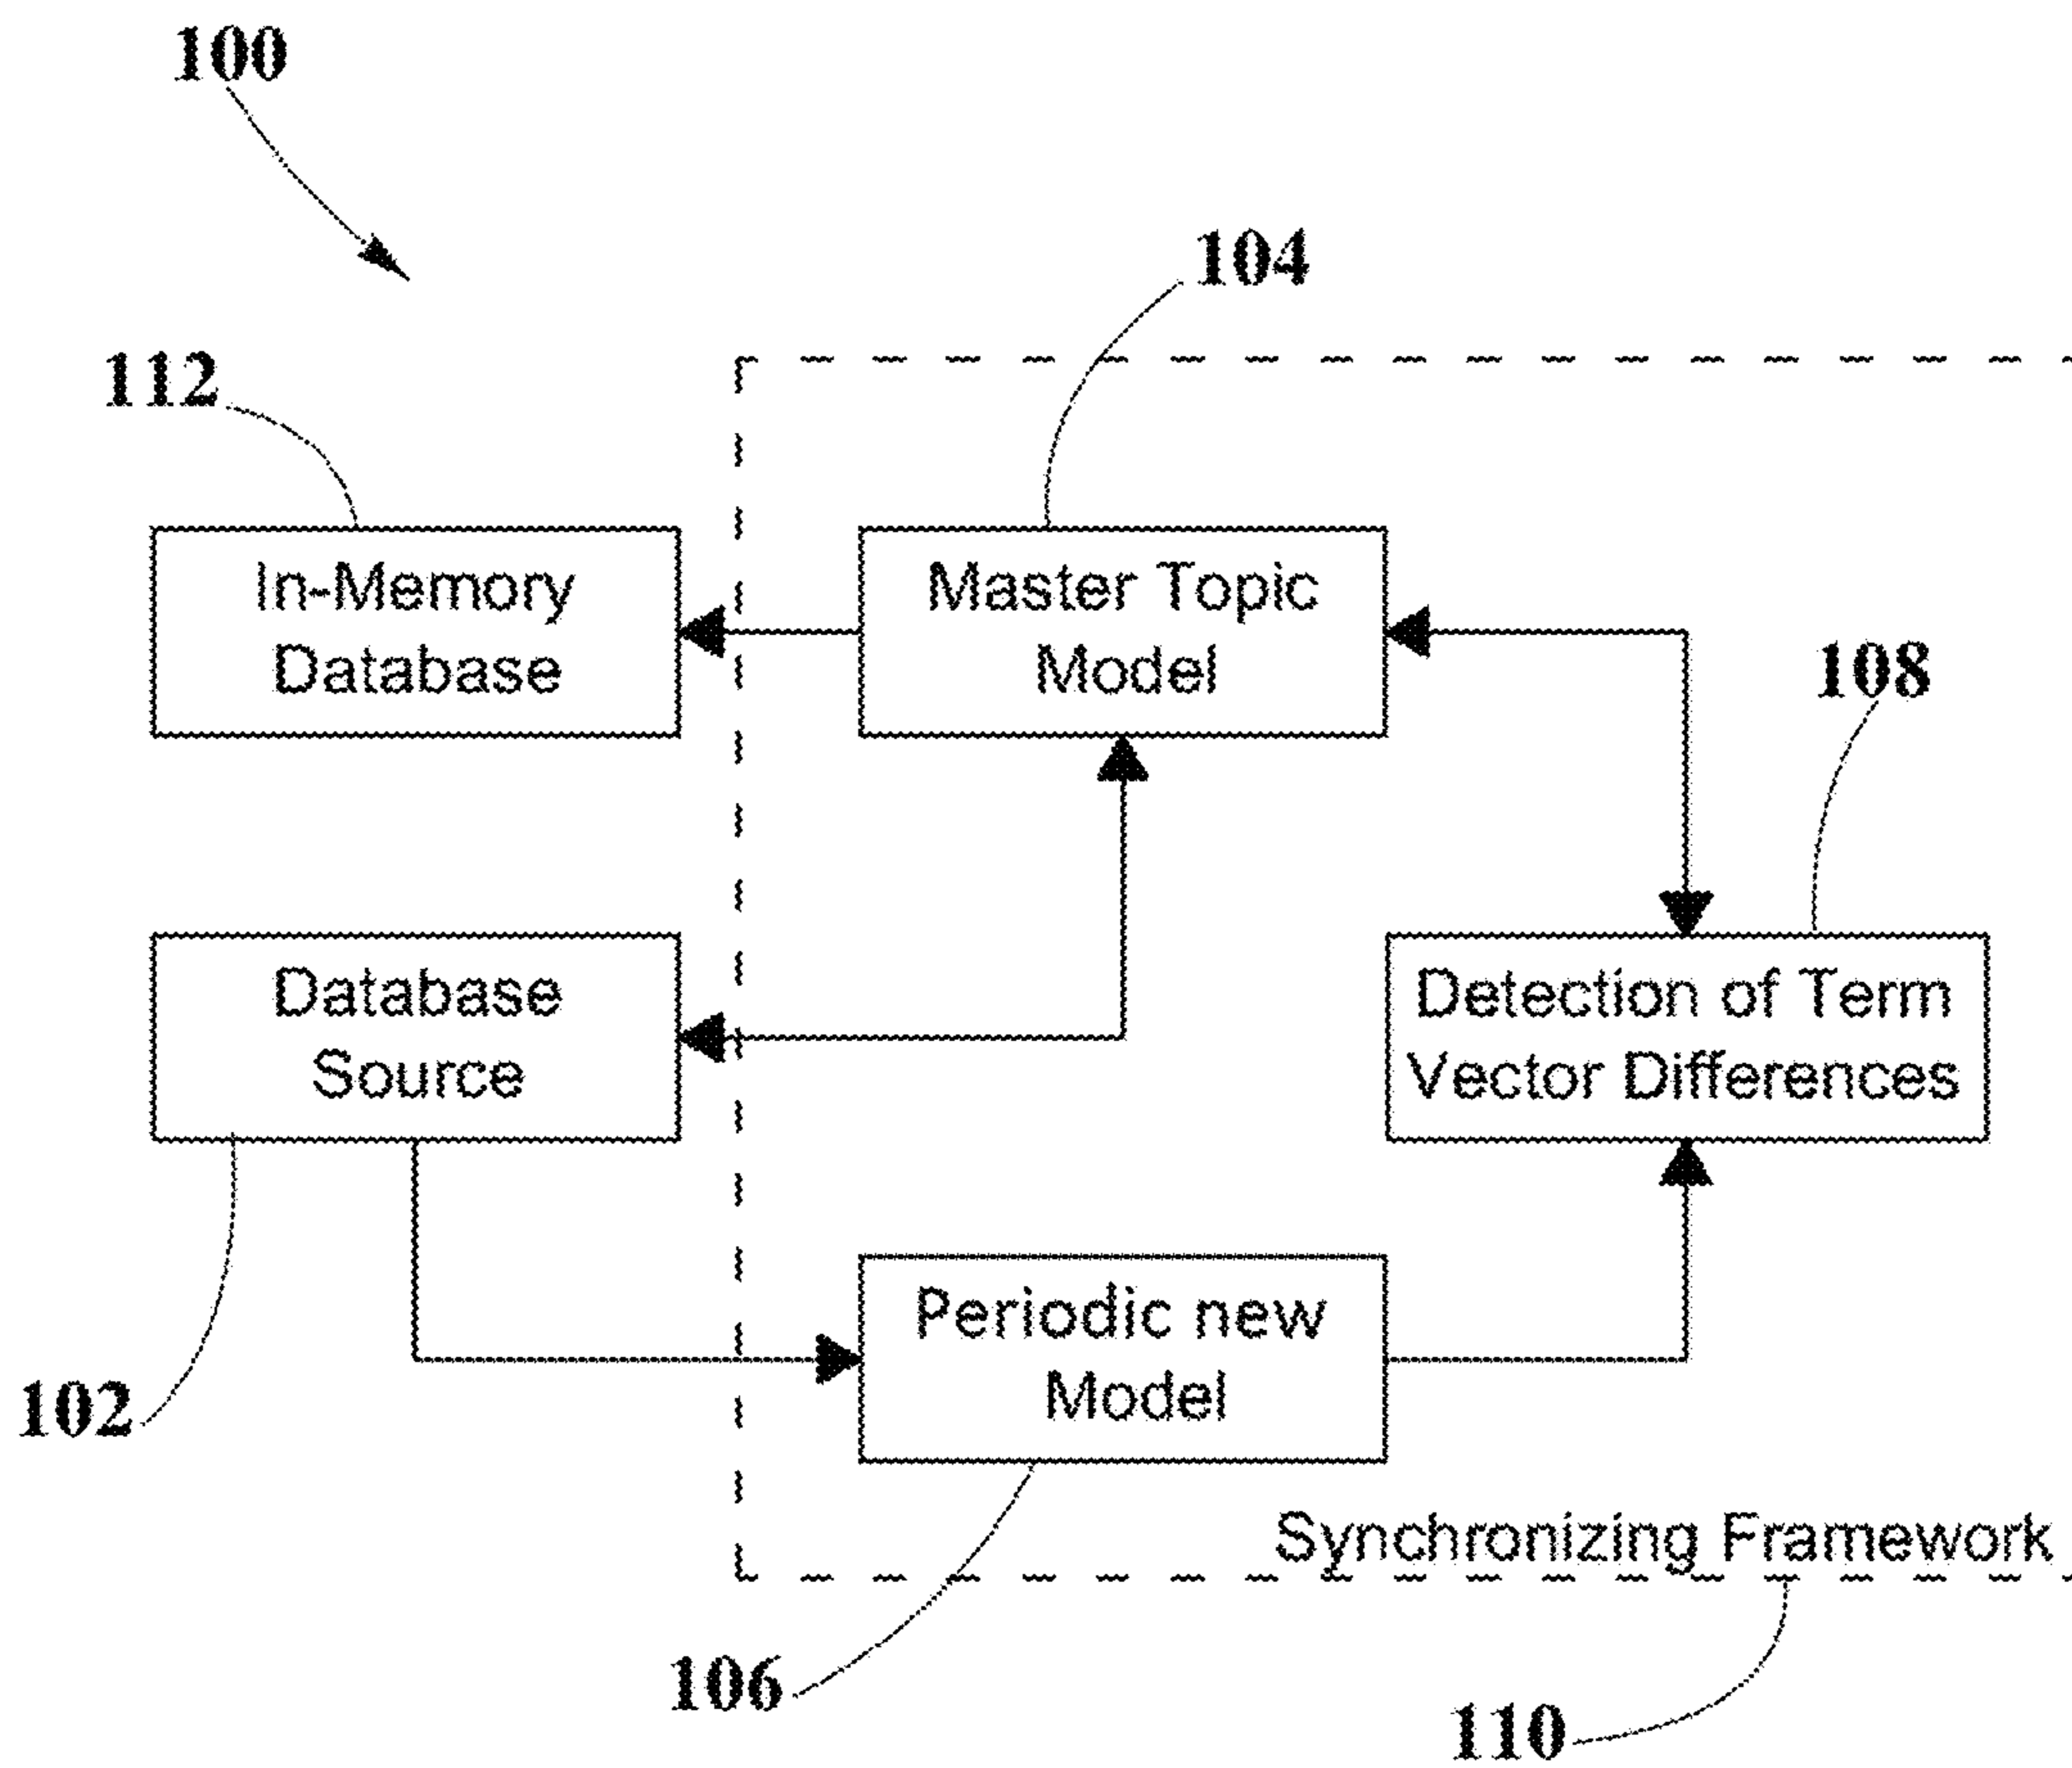 100
104
112
In-Memory
Database
Master Topic
Model
108
Database
Source
Detection of Term
Vector Differences
Periodic new
Model
102
Synchronizing Framework
106
110